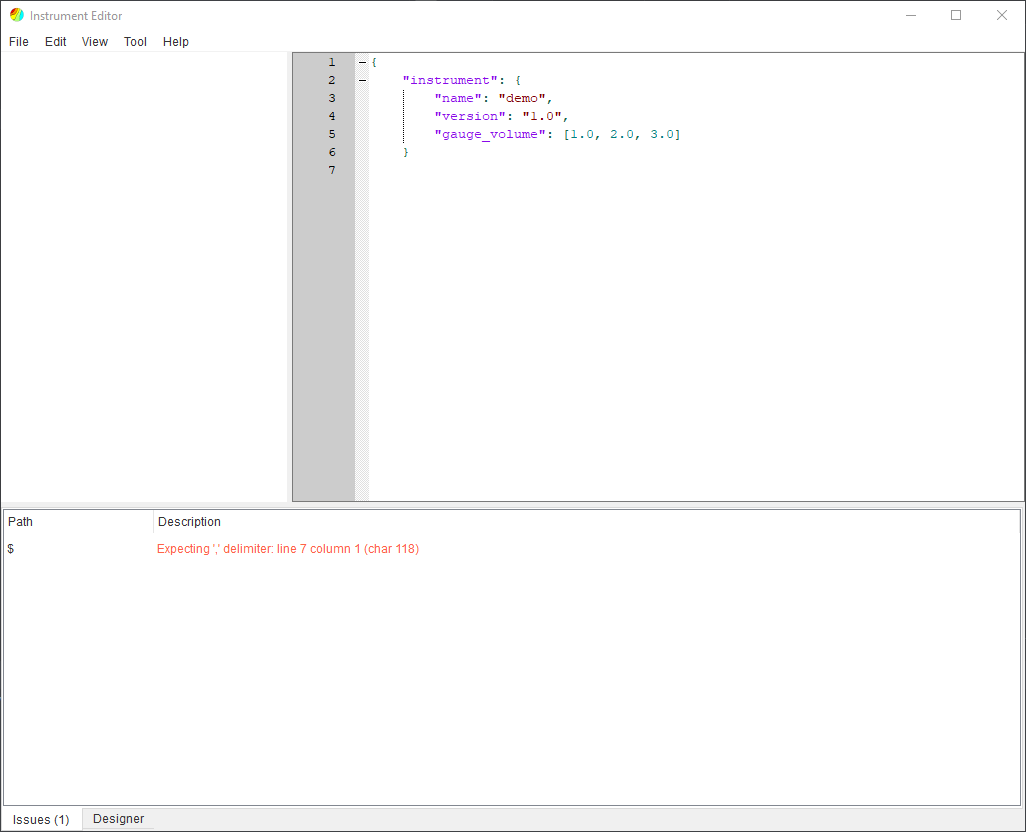 Instrument Editor
File Edit View Tool Help
1 {
2 "instrument": {
3 "name": "demo",
4 "version": "1.0",
5 "gauge_volume": [1.0, 2.0, 3.0]
6 }
7
Path Description
$ Expecting ',' delimiter: line 7 column 1 (char 118)
Issues (1) Designer